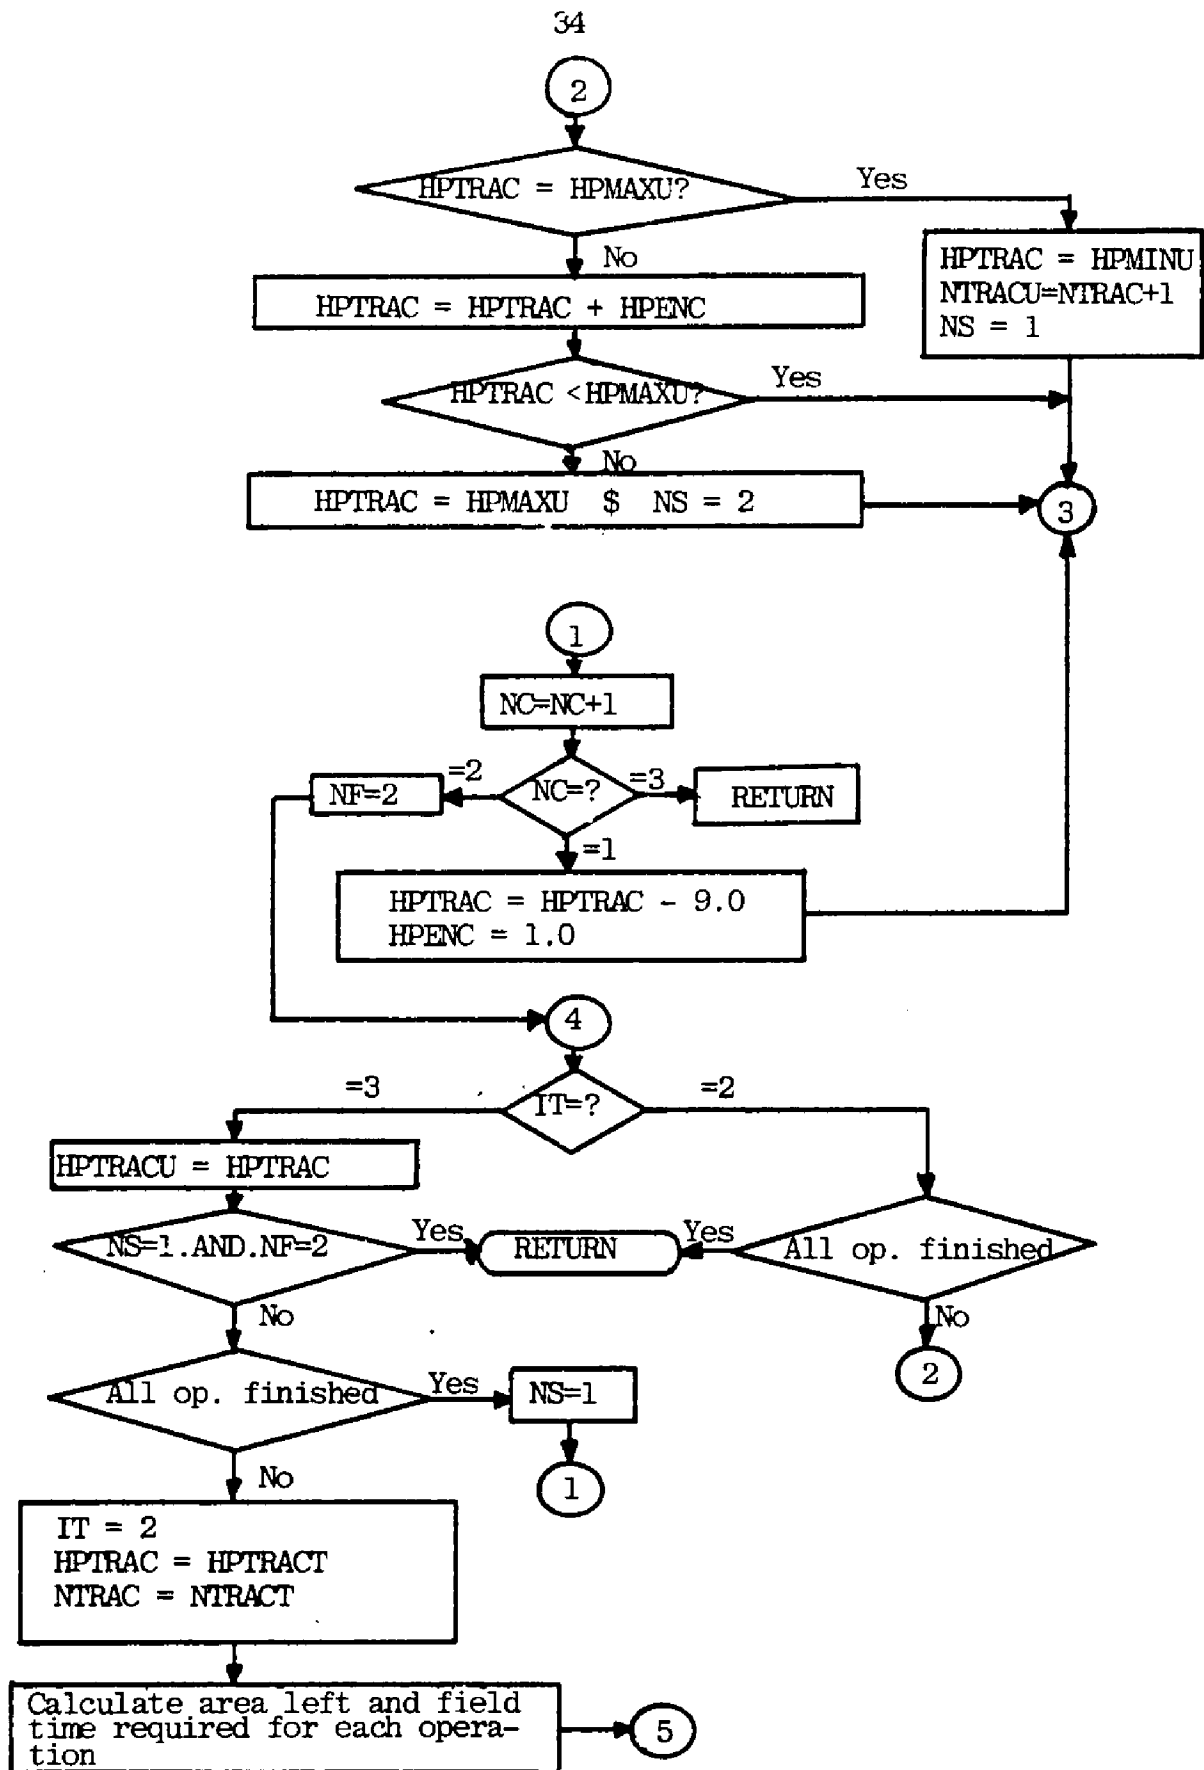 34
2
HPTRAC = HPMAXU?
Yes
No
HPTRAC = HPMINU
NTRACU=NTRAC+1
NS = 1
HPTRAC = HPTRAC + HPENC
HPTRAC <HPMAXU?
Yes
No
HPTRAC = HPMAXU $ NS = 2
3
1
NC=NC+1
=2
NF=2
NC=?
=3
RETURN
=1
HPTRAC = HPTRAC - 9.0
HPENC = 1.0
4
=3
IT=?
=2
HPTRACU = HPTRAC
NS=1.AND.NF=2
Yes
RETURN
Yes
All op. finished
No
No
2
All op. finished
Yes
NS=1
No
1
IT = 2
HPTRAC = HPTRACT
NTRAC = NTRACT
Calculate area left and field
time required for each opera-
tion
5